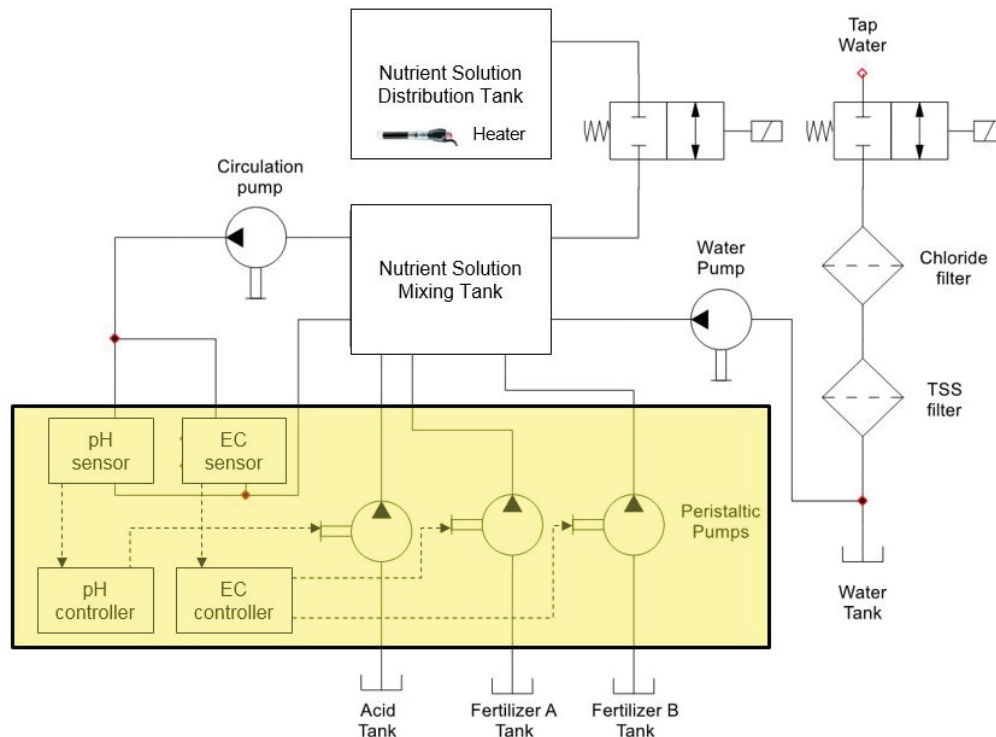 Nutrient Solution
Distribution Tank
Heater
Tap
Water
Circulation
pump
Nutrient Solution
Mixing Tank
Water
Pump
Chloride
filter
TSS
filter
pH
sensor
EC
sensor
Peristaltic
Pumps
pH
controller
EC
controller
Water
Tank
Acid
Tank
Fertilizer A
Tank
Fertilizer B
Tank